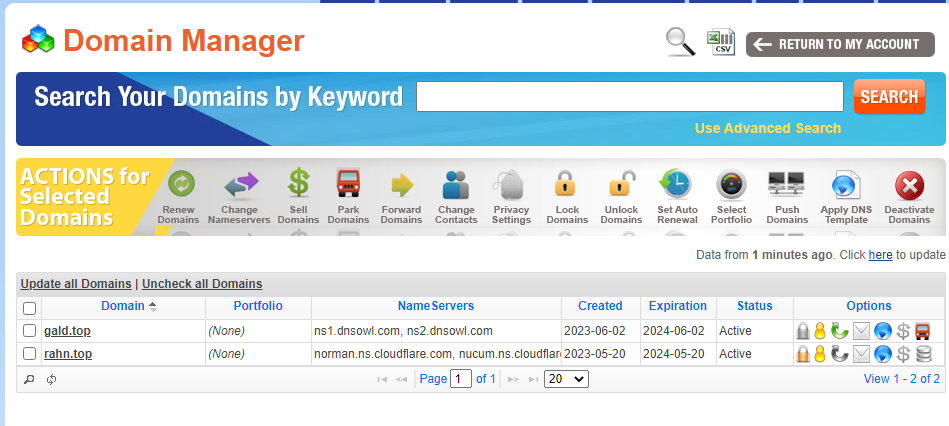 Domain Manager
CSV
RETURN TO MY ACCOUNT
Search Your Domains by Keyword
SEARCH
Use Advanced Search
ACTIONS for Selected Domains
Renew Domains
Change Nameservers
Sell Domains
Park Domains
Forward Domains
Change Contacts
Privacy Settings
Lock Domains
Unlock Domains
Set Auto Renewal
Select Portfolio
Push Domains
Apply DNS Template
Deactivate Domains
Data from 1 minutes ago. Click here to update
Update all Domains | Uncheck all Domains
Domain Portfolio NameServers Created Expiration Status Options
gald.top (None) ns1.dnsowl.com, ns2.dnsowl.com 2023-06-02 2024-06-02 Active
rahn.top (None) norman.ns.cloudflare.com, nucum.ns.cloudflare 2023-05-20 2024-05-20 Active
Page 1 of 1 20 View 1 - 2 of 2